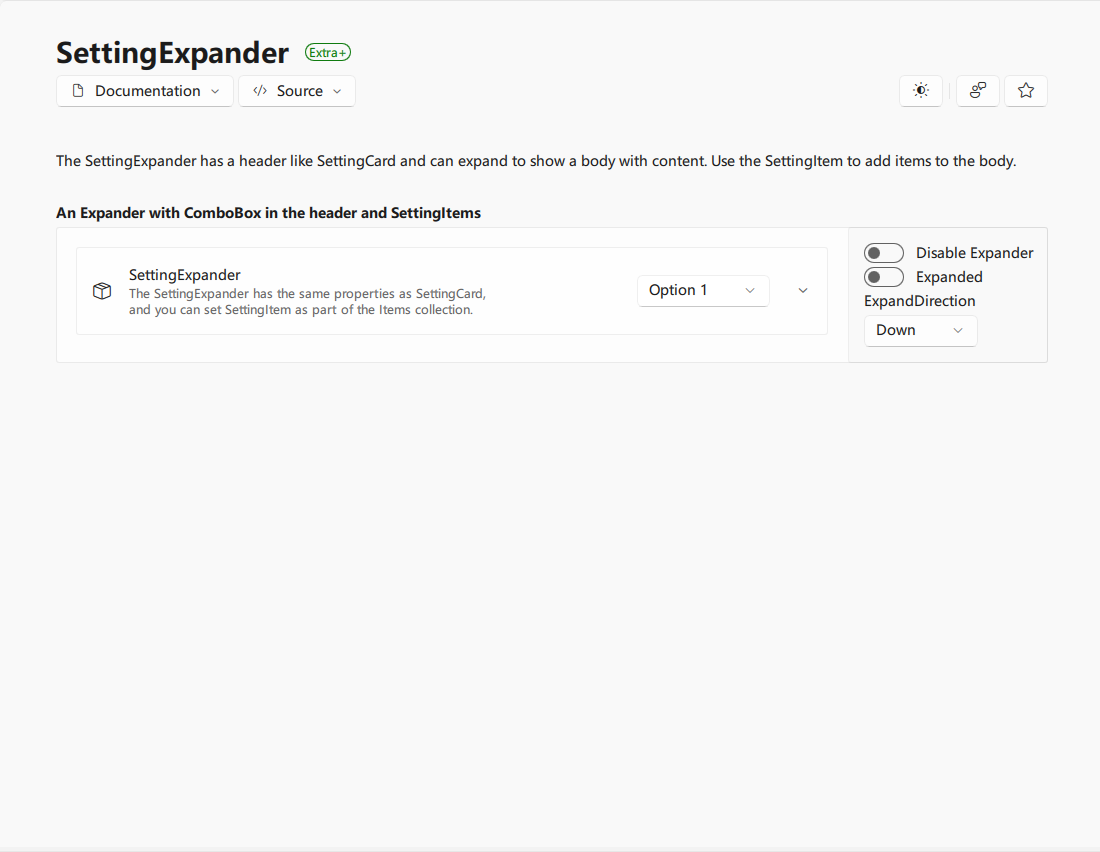 SettingExpander Extra+
Documentation Source
The SettingExpander has a header like SettingCard and can expand to show a body with content. Use the SettingItem to add items to the body.
An Expander with ComboBox in the header and SettingItems
SettingExpander
The SettingExpander has the same properties as SettingCard,
and you can set SettingItem as part of the Items collection.
Option 1
Disable Expander
Expanded
ExpandDirection
Down